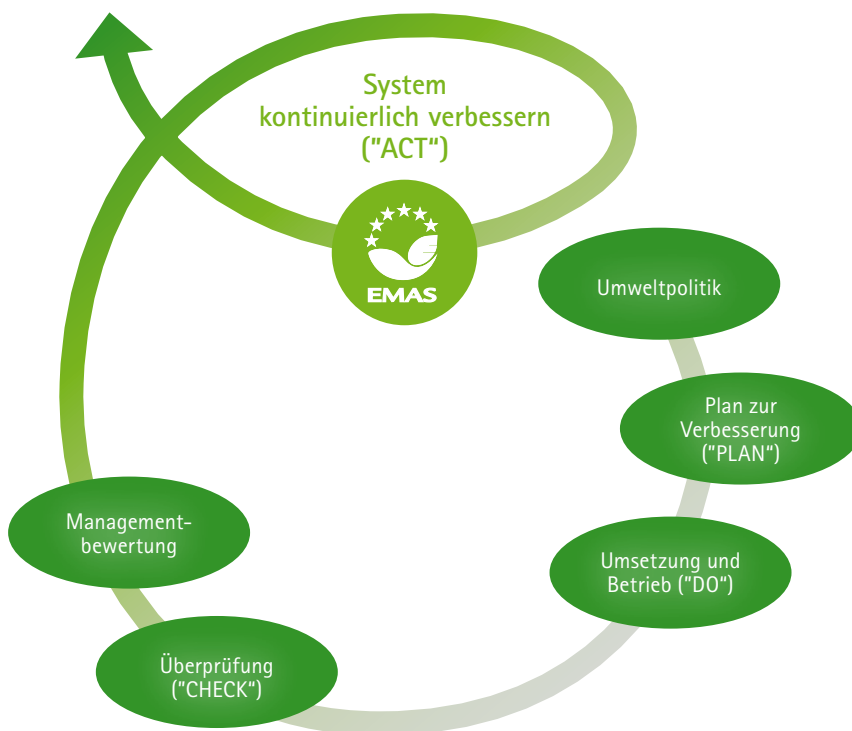 System
kontinuierlich verbessern
("ACT“)
EMAS
Umweltpolitik
Plan zur
Verbesserung
("PLAN“)
Umsetzung und
Betrieb ("DO“)
Überprüfung
("CHECK“)
Management-
bewertung